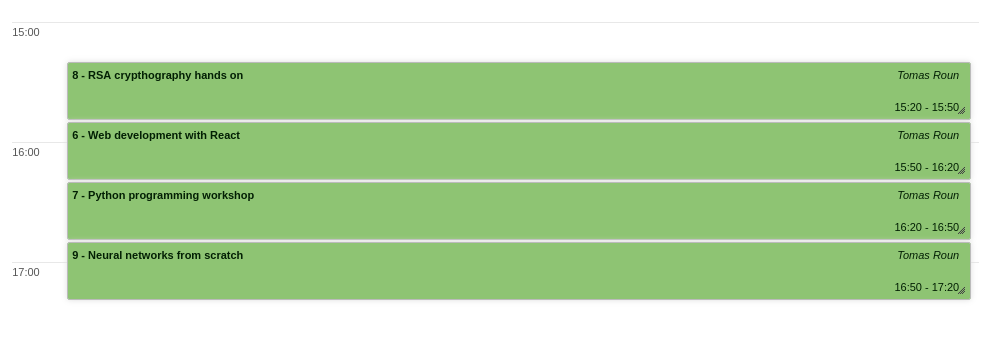 15:00
8 - RSA crypthography hands on
Tomas Roun
15:20 - 15:50
6 - Web development with React
Tomas Roun
16:00
15:50 - 16:20
7 - Python programming workshop
Tomas Roun
16:20 - 16:50
9 - Neural networks from scratch
Tomas Roun
17:00
16:50 - 17:20